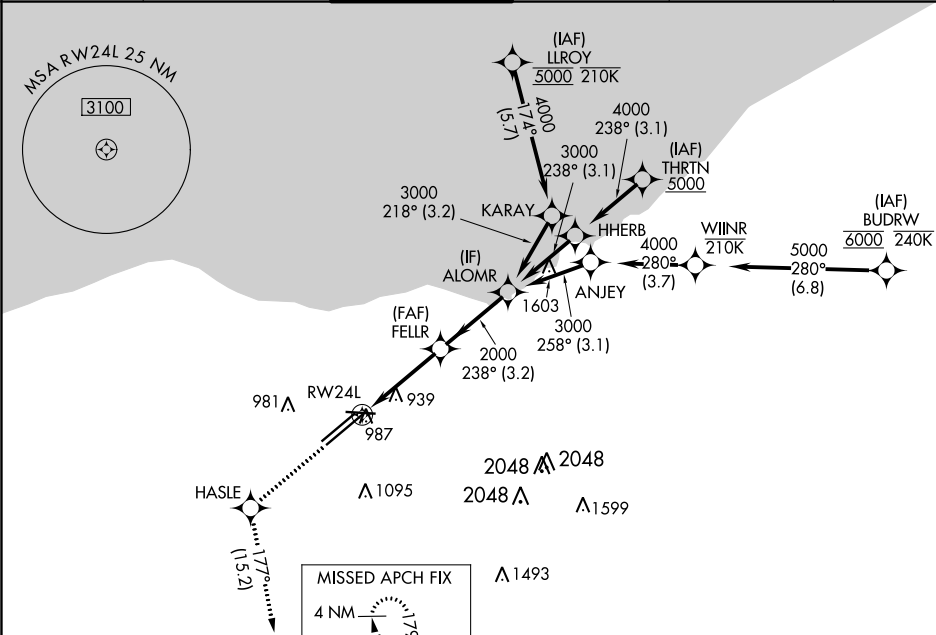 MSA RW24L 25 NM
3100
(IAF)
LLROY
5000 210K
4000
174°
(5.7)
4000
238° (3.1)
3000
238° (3.1)
(IAF)
THRTN
5000
3000
218° (3.2)
KARAY
HHERB
WIINR
210K
(IAF)
BUDRW
6000 240K
4000
280°
(3.7)
5000
280°
(6.8)
(IF)
ALOMR
1603
ANJEY
3000
258° (3.1)
(FAF)
FELLR
2000
238° (3.2)
981
RW24L
939
987
2048
2048
HASLE
1095
2048
1599
177°
(15.2)
MISSED APCH FIX
1493
4 NM
179